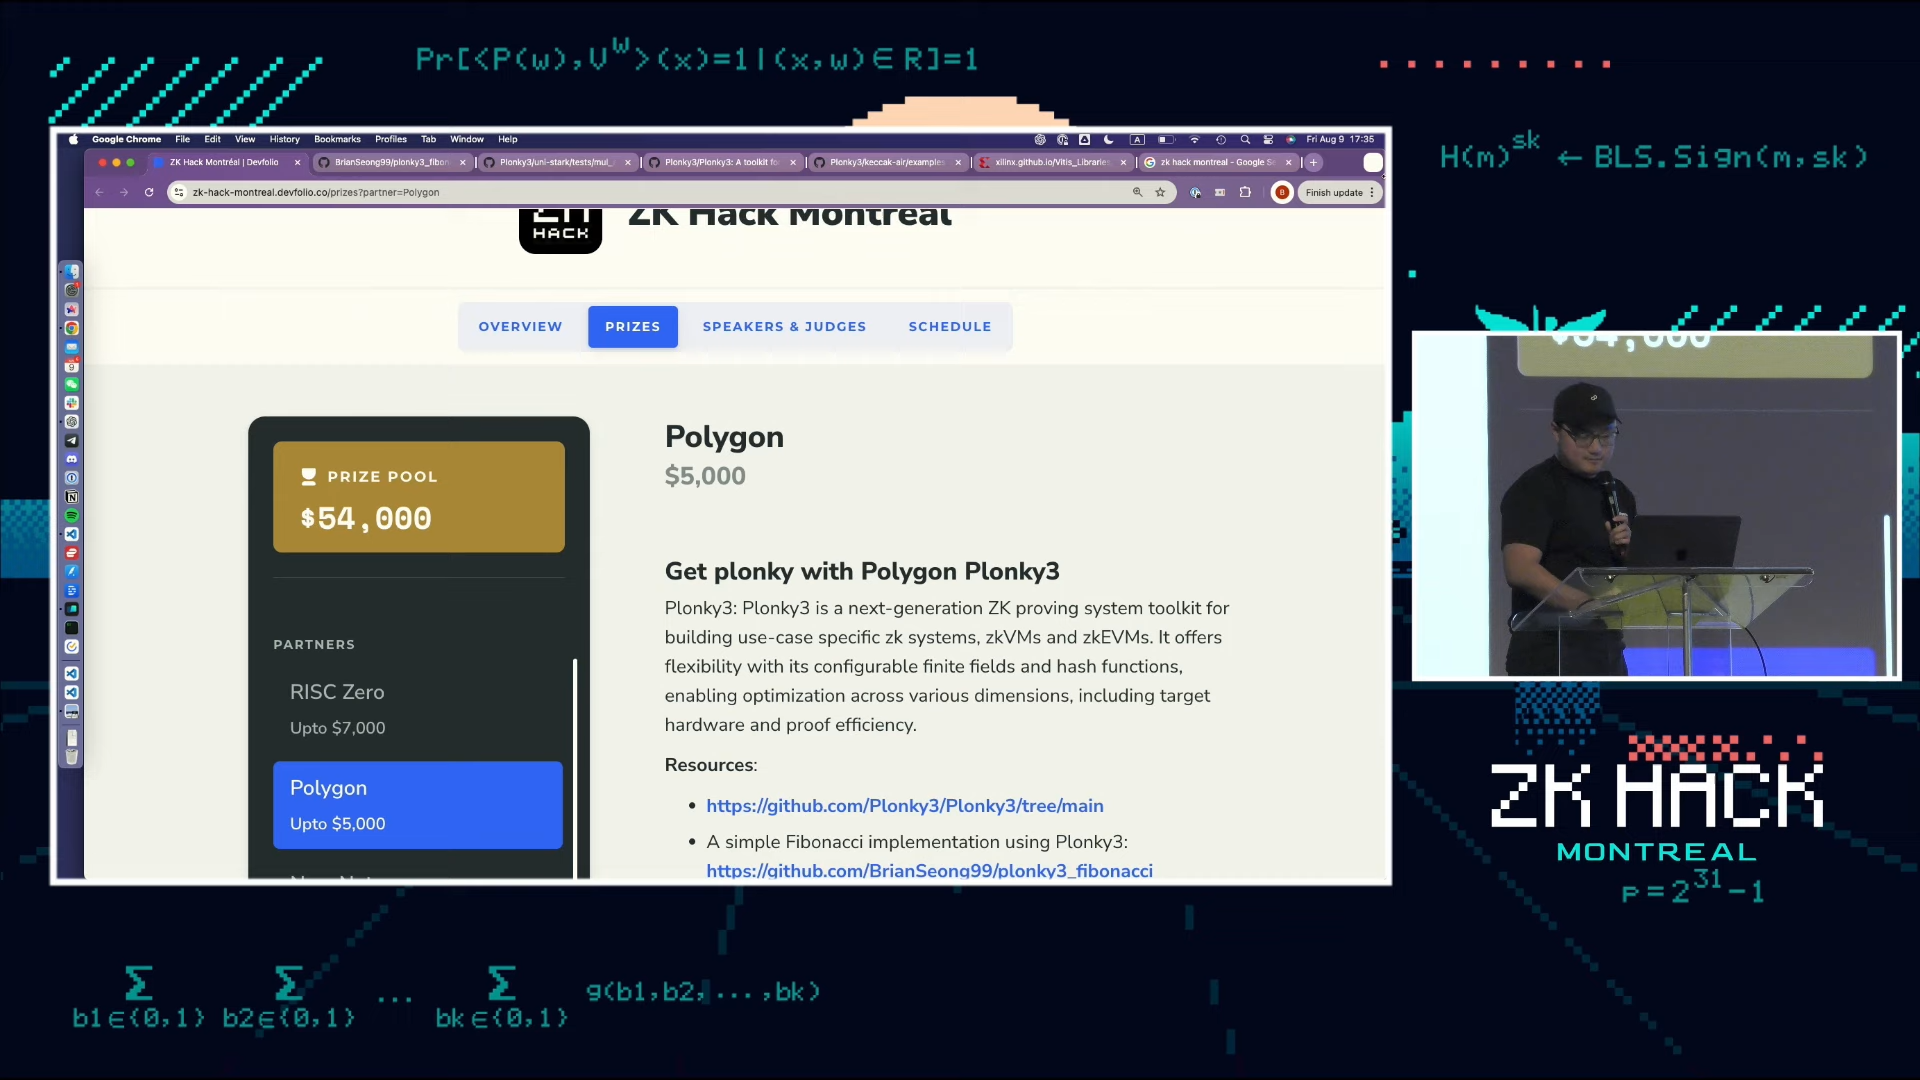 Pr[<P(w),V^w>(x)=1|(x,w)∈R]=1
H(m)^sk ← BLS.Sign(m,sk)
Google Chrome File Edit View History Bookmarks Profiles Tab Window Help
Fri Aug 9 17:35
ZK Hack Montréal | Devfolio
BrianSeong99/plonky3_fibon
Plonky3/uni-stark/tests/mul_
Plonky3/Plonky3: A toolkit for
Plonky3/keccak-air/examples
xilinx.github.io/Vitis_Libraries
zk hack montreal - Google Se
zk-hack-montreal.devfolio.co/prizes?partner=Polygon
Finish update
HACK
ZK Hack Montréal
OVERVIEW
PRIZES
SPEAKERS & JUDGES
SCHEDULE
PRIZE POOL
$54,000
PARTNERS
RISC Zero
Upto $7,000
Polygon
Upto $5,000
Polygon
$5,000
Get plonky with Polygon Plonky3
Plonky3: Plonky3 is a next-generation ZK proving system toolkit for
building use-case specific zk systems, zkVMs and zkEVMs. It offers
flexibility with its configurable finite fields and hash functions,
enabling optimization across various dimensions, including target
hardware and proof efficiency.
Resources:
https://github.com/Plonky3/Plonky3/tree/main
A simple Fibonacci implementation using Plonky3:
https://github.com/BrianSeong99/plonky3_fibonacci
$54,000
ZK HACK
MONTREAL
p=2^31-1
Σ Σ ... Σ g(b1,b2,...,bk)
b1∈{0,1} b2∈{0,1} bk∈{0,1}